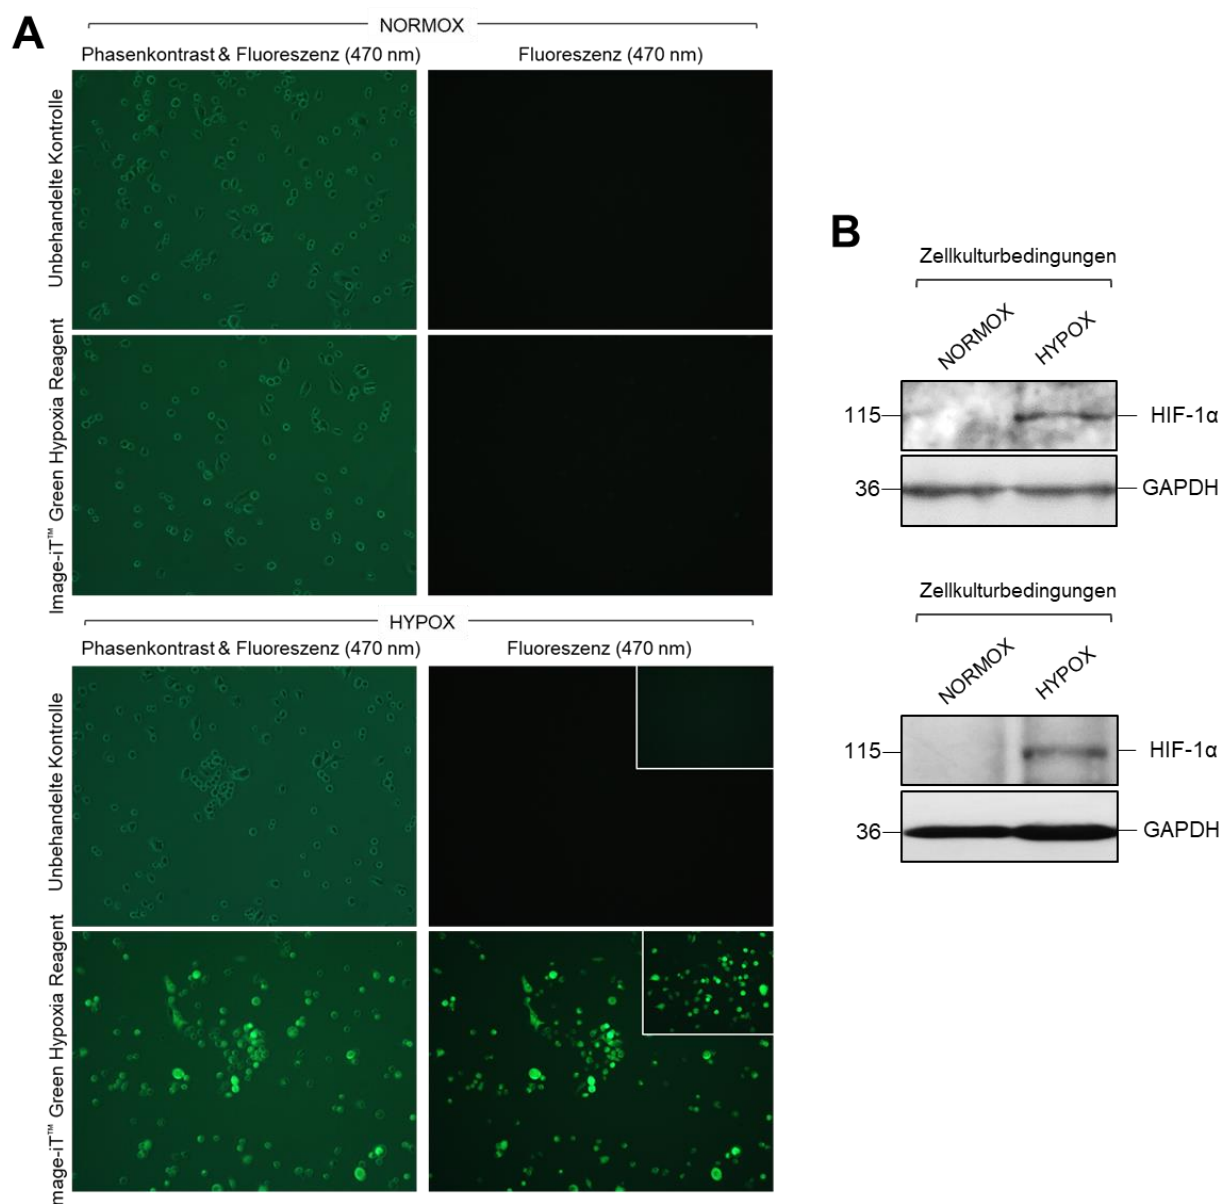 A
NORMOX
Phasenkontrast & Fluoreszenz (470 nm)
Fluoreszenz (470 nm)
Unbehandelte Kontrolle
Image-iT™ Green Hypoxia Reagent
HYPOX
Phasenkontrast & Fluoreszenz (470 nm)
Fluoreszenz (470 nm)
Unbehandelte Kontrolle
mage-iT™ Green Hypoxia Reagent
B
Zellkulturbedingungen
NORMOX
HYPOX
115
HIF-1α
36
GAPDH
Zellkulturbedingungen
NORMOX
HYPOX
115
HIF-1α
36
GAPDH